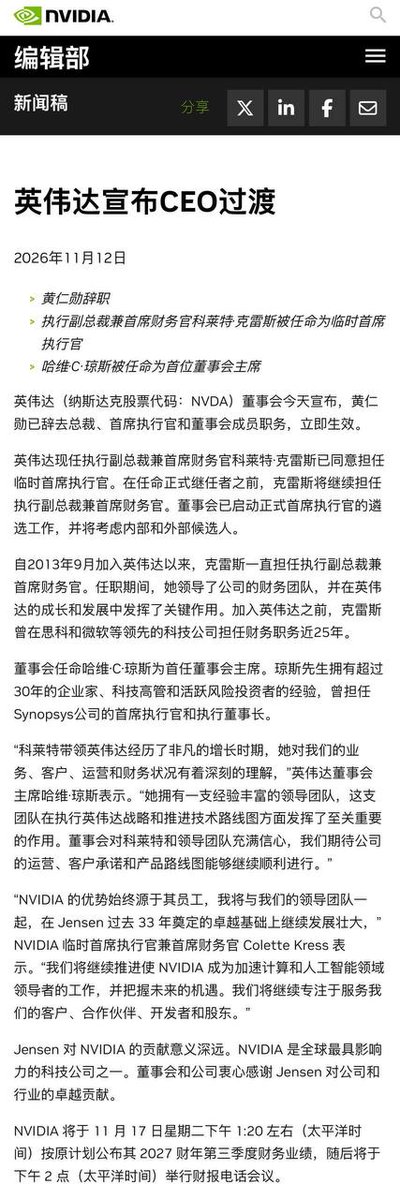 NVIDIA.
编辑部
新闻稿
分享
英伟达宣布CEO过渡
2026年11月12日
> 黄仁勋辞职
> 执行副总裁兼首席财务官科莱特·克雷斯被任命为临时首席
执行官
> 哈维·C·琼斯被任命为首位董事会主席
英伟达（纳斯达克股票代码：NVDA）董事会今天宣布，黄仁
勋已辞去总裁、首席执行官和董事会成员职务，立即生效。
英伟达现任执行副总裁兼首席财务官科莱特·克雷斯已同意担任
临时首席执行官。在任命正式继任者之前，克雷斯将继续担任
执行副总裁兼首席财务官。董事会已启动正式首席执行官的遴
选工作，并将考虑内部和外部候选人。
自2013年9月加入英伟达以来，克雷斯一直担任执行副总裁兼
首席财务官。任职期间，她领导了公司的财务团队，并在英伟
达的成长和发展中发挥了关键作用。加入英伟达之前，克雷斯
曾在思科和微软等领先的科技公司担任财务职务近25年。
董事会任命哈维·C·琼斯为首任董事会主席。琼斯先生拥有超过
30年的企业家、科技高管和活跃风险投资者的经验，曾担任
Synopsys公司的首席执行官和执行董事长。
“科莱特带领英伟达经历了非凡的增长时期，她对我们的业
务、客户、运营和财务状况有着深刻的理解，”英伟达董事会
主席哈维·琼斯表示。“她拥有一支经验丰富的领导团队，这支
团队在执行英伟达战略和推进技术路线图方面发挥了至关重要
的作用。董事会对科莱特和领导团队充满信心，我们期待公司
的运营、客户承诺和产品路线图能够继续顺利进行。”
“NVIDIA 的优势始终源于其员工，我将与我们的领导团队一
起，在 Jensen 过去 33 年奠定的卓越基础上继续发展壮大，”
NVIDIA 临时首席执行官兼首席财务官 Colette Kress 表
示。“我们将继续推进使 NVIDIA 成为加速计算和人工智能领域
领导者的工作，并把握未来的机遇。我们将继续专注于服务我
们的客户、合作伙伴、开发者和股东。”
Jensen 对 NVIDIA 的贡献意义深远。NVIDIA 是全球最具影响
力的科技公司之一。董事会和公司衷心感谢 Jensen 对公司和
行业的卓越贡献。
NVIDIA 将于 11 月 17 日星期二下午 1:20 左右（太平洋时
间）按原计划公布其 2027 财年第三季度财务业绩，随后将于
下午 2 点（太平洋时间）举行财报电话会议。